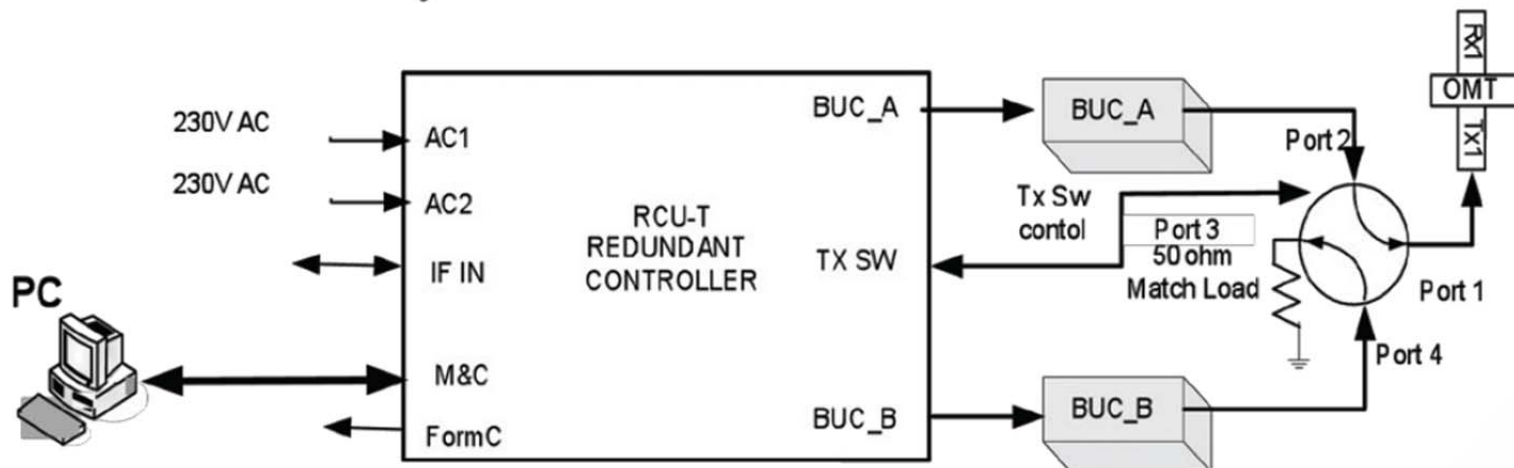 230V AC
230V AC
PC
AC1
AC2
IF IN
M&C
FormC
RCU-T
REDUNDANT
CONTROLLER
BUC_A
TX SW
BUC_B
BUC_A
Tx Sw
contol
Port 3
50 ohm
Match Load
BUC_B
Port 2
Port 1
Port 4
Rx1
OMT
Tx1